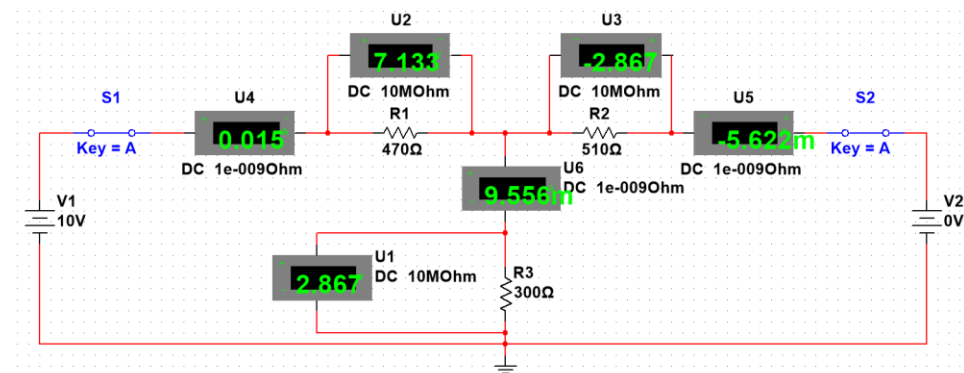 U2
7.133
DC 10MOhm
U3
-2.867
DC 10MOhm
S1
Key = A
U4
0.015
DC 1e-009Ohm
R1
470Ω
R2
510Ω
U5
-5.622m
DC 1e-009Ohm
S2
Key = A
U6
9.556m
DC 1e-009Ohm
V1
10V
V2
0V
U1
2.867
DC 10MOhm
R3
300Ω